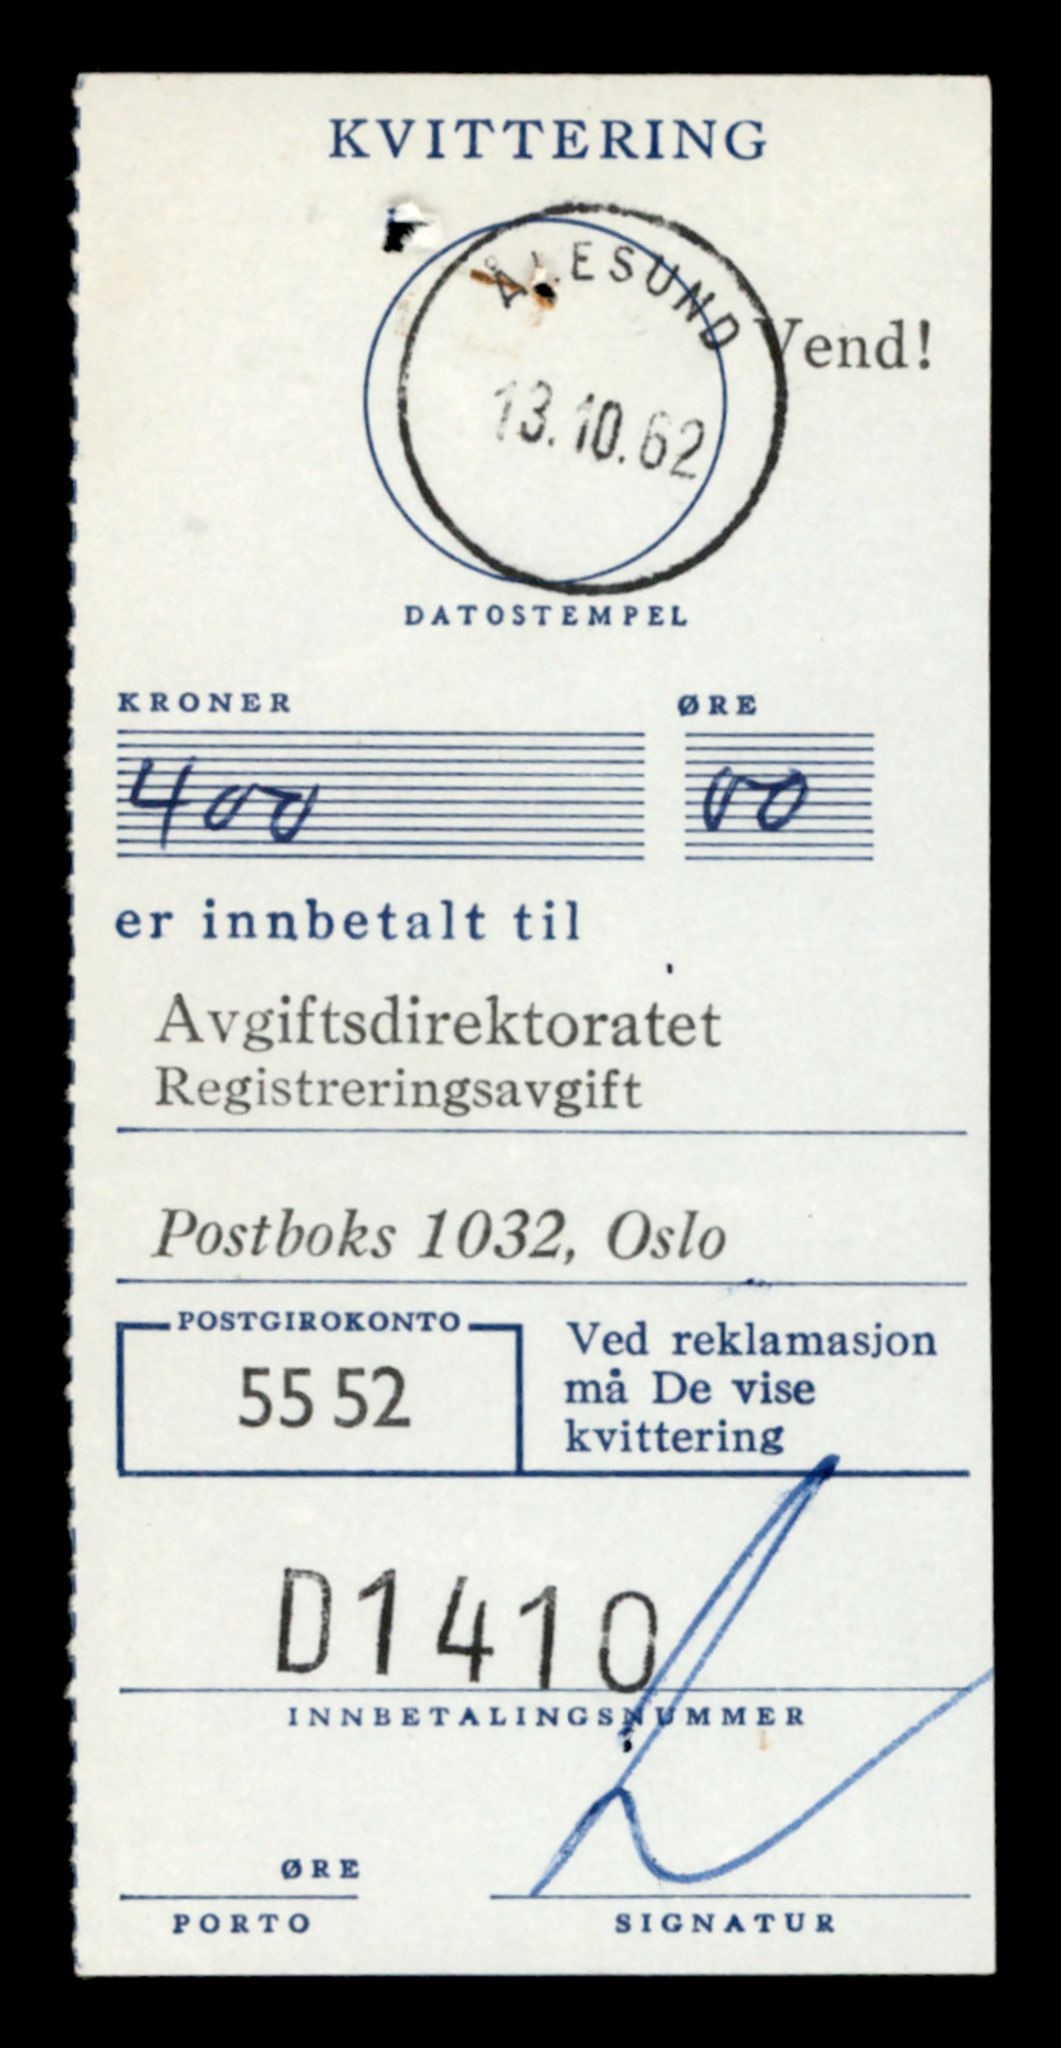 KVITTERING
ÅLESUND
Vend!
13.10.62
DATOSTEMPEL
KRONER ØRE
400 00
er innbetalt til
Avgiftsdirektoratet
Registreringsavgift
Postboks 1032, Oslo
POSTGIROKONTO
55 52
Ved reklamasjon
må De vise
kvittering
D1410
INNBETALINGSNUMMER
ØRE
PORTO SIGNATUR